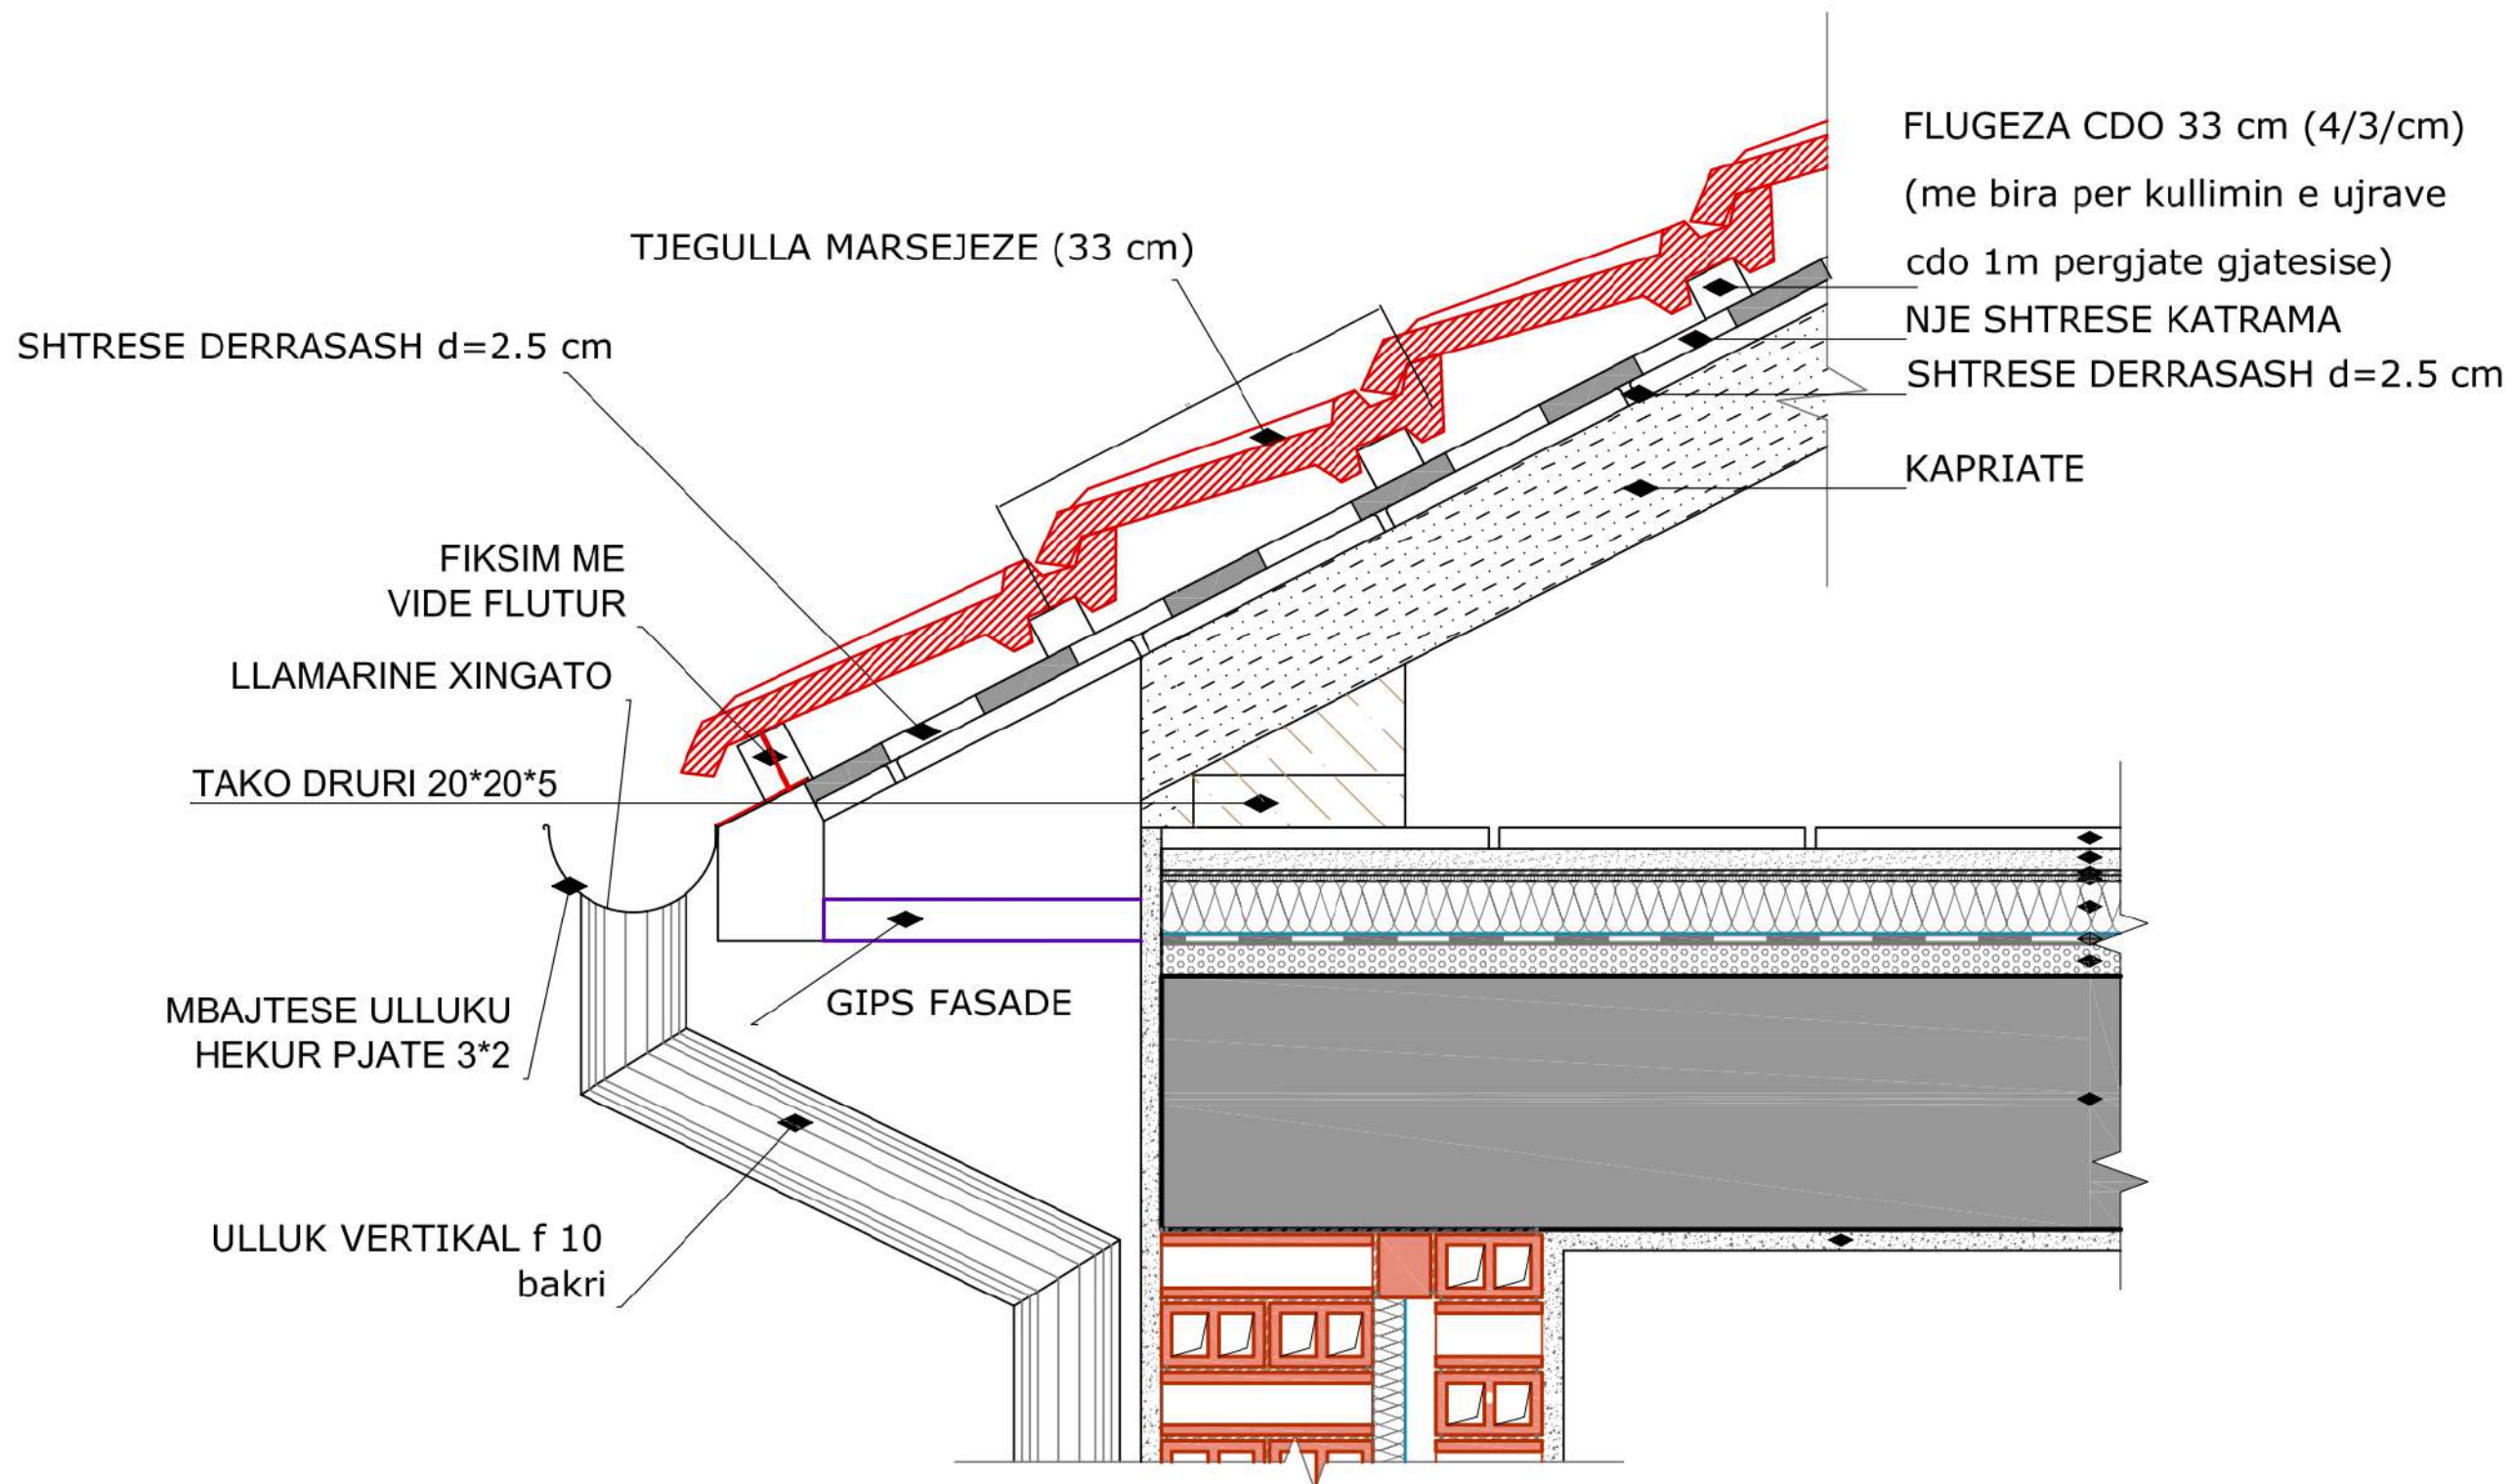 FLUGEZA CDO 33 cm (4/3/cm)
(me bira per kullimin e ujrave
cdo 1m pergjate gjatesise)
NJE SHTRESE KATRAMA
SHTRESE DERRASASH d=2.5 cm
KAPRIATE
TJEGULLA MARSEJEZE (33 cm)
SHTRESE DERRASASH d=2.5 cm
FIKSIM ME
VIDE FLUTUR
LLAMARINE XINGATO
TAKO DRURI 20*20*5
GIPS FASADE
MBAJTESE ULLUKU
HEKUR PJATE 3*2
ULLUK VERTIKAL f 10
bakri